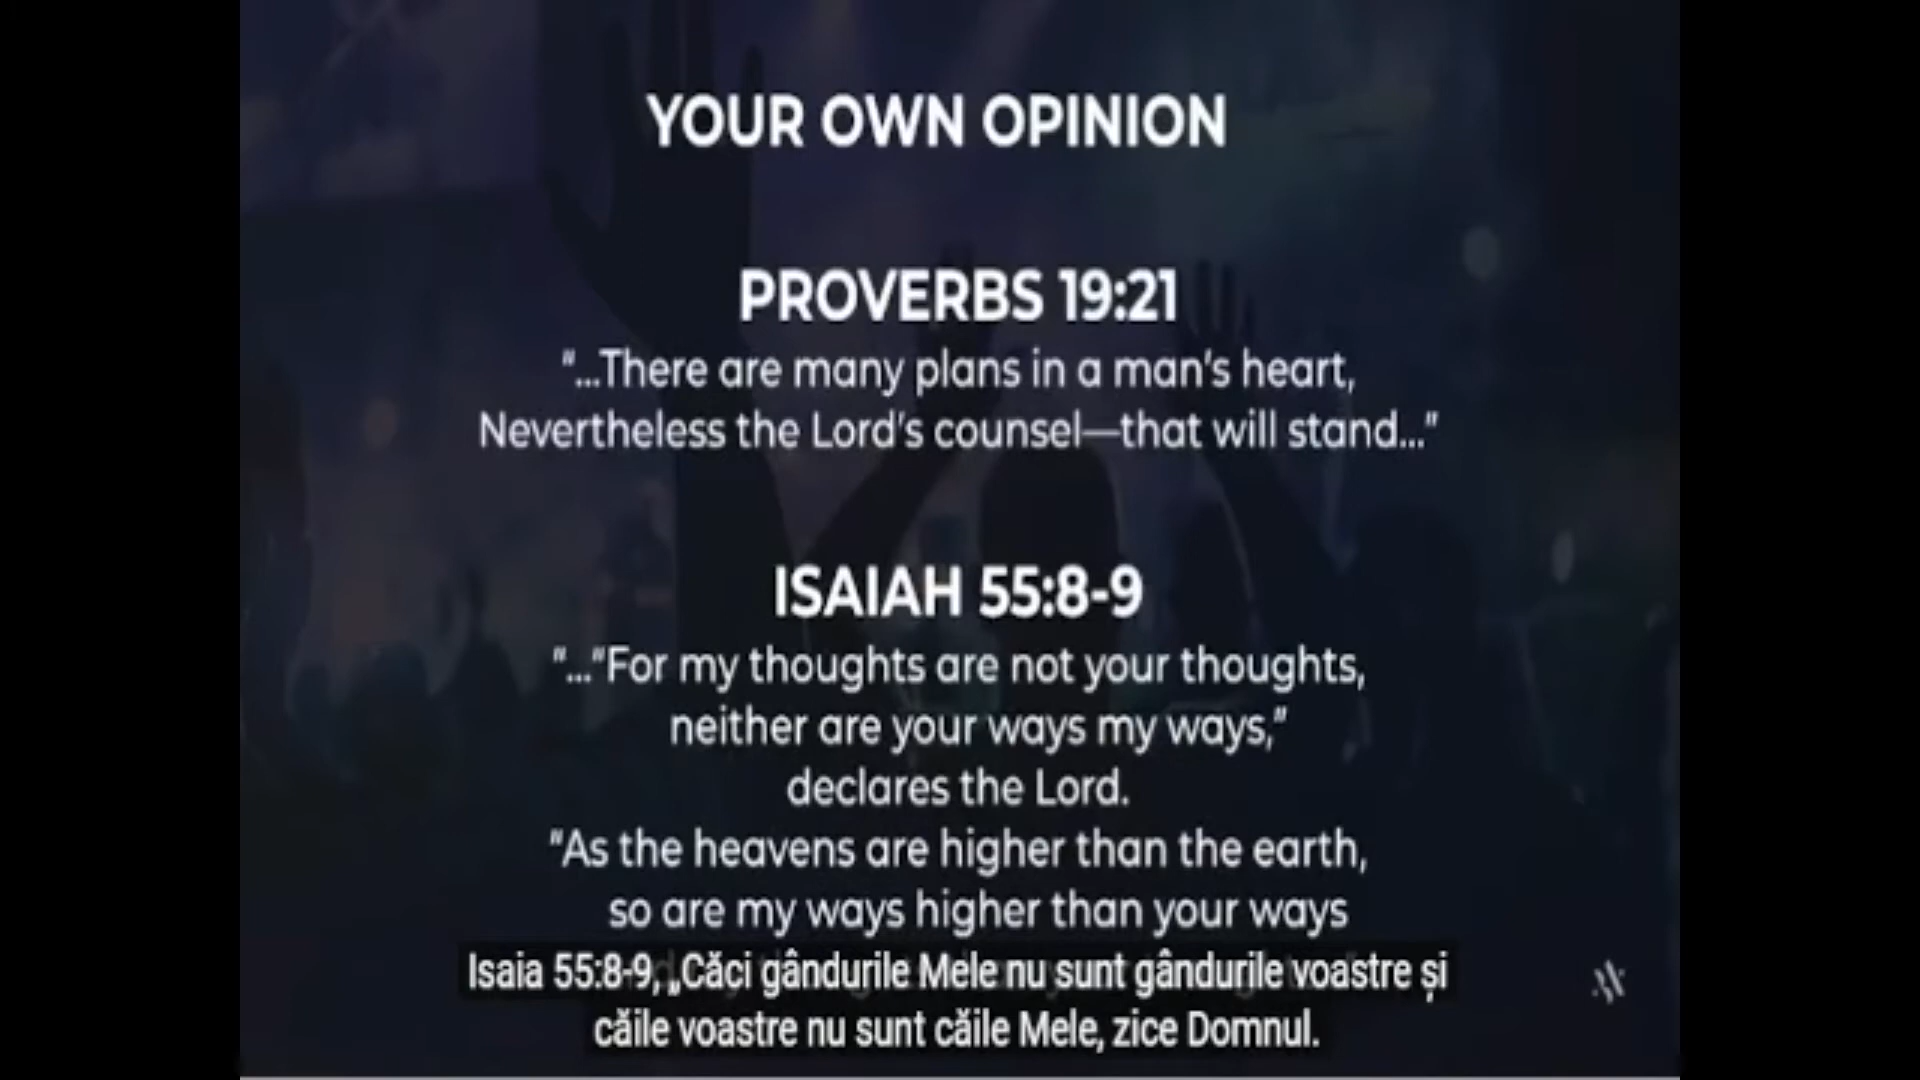 YOUR OWN OPINION
PROVERBS 19:21
"...There are many plans in a man's heart,
Nevertheless the Lord's counsel—that will stand..."
ISAIAH 55:8-9
"..."For my thoughts are not your thoughts,
neither are your ways my ways,"
declares the Lord.
"As the heavens are higher than the earth,
so are my ways higher than your ways
Isaia 55:8-9, „Căci gândurile Mele nu sunt gândurile voastre și
căile voastre nu sunt căile Mele, zice Domnul.